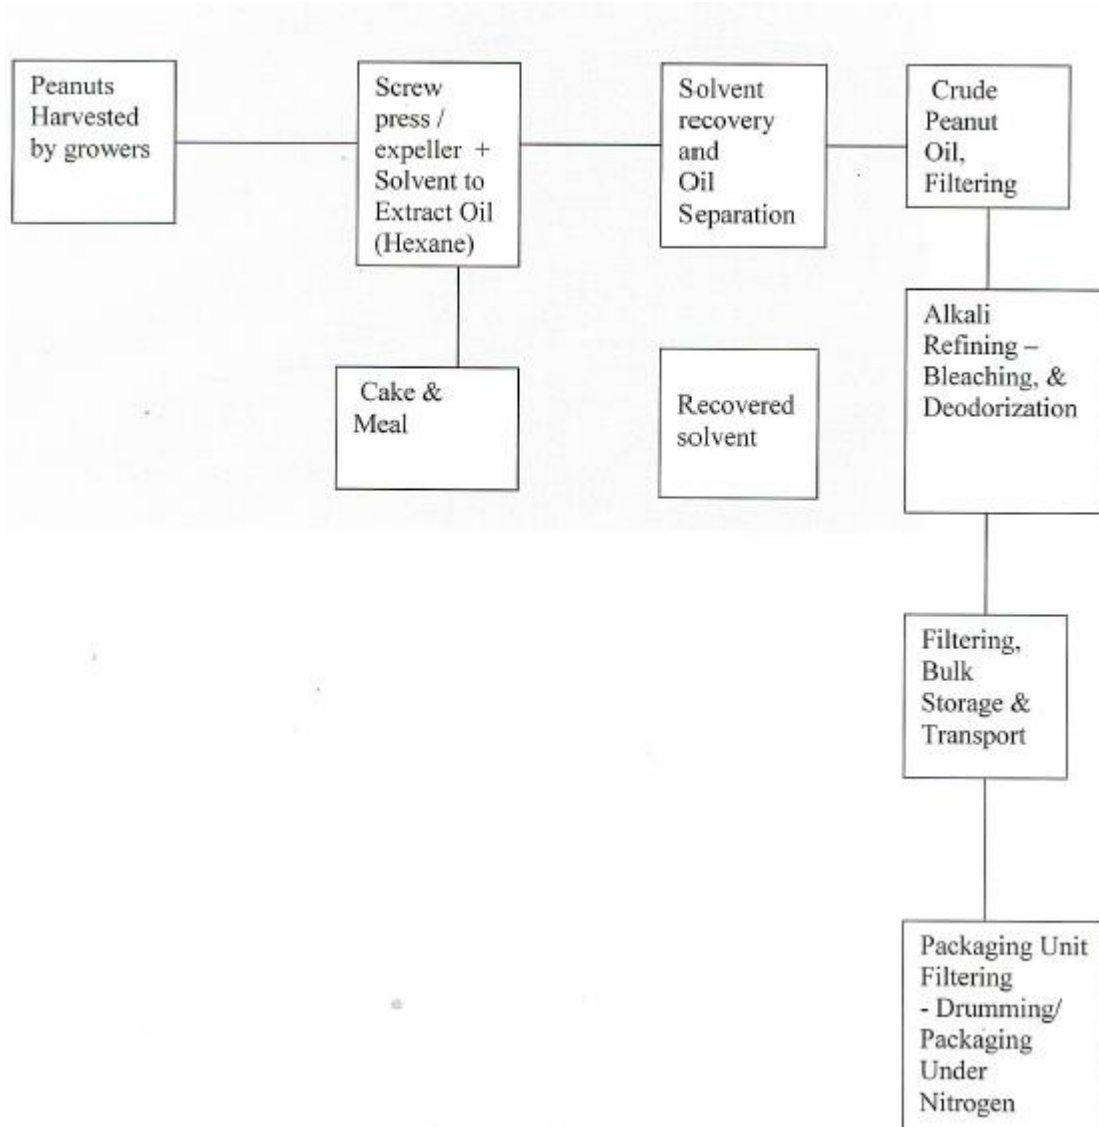 Peanuts
Harvested
by growers
Screw
press /
expeller +
Solvent to
Extract Oil
(Hexane)
Solvent
recovery
and
Oil
Separation
Crude
Peanut
Oil,
Filtering
Cake &
Meal
Recovered
solvent
Alkali
Refining –
Bleaching, &
Deodorization
Filtering,
Bulk
Storage &
Transport
Packaging Unit
Filtering
- Drumming/
Packaging
Under
Nitrogen